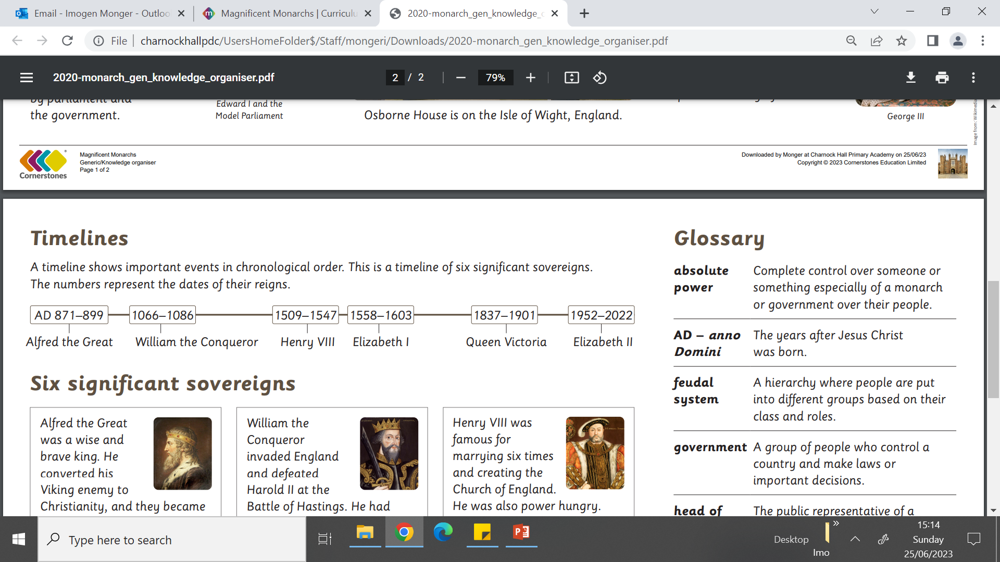 Email - Imogen Monger - Outloo
Magnificent Monarchs | Curricul
2020-monarch_gen_knowledge_o
File
charnockhallpdc/UsersHomeFolder$/Staff/mongeri/Downloads/2020-monarch_gen_knowledge_organiser.pdf
2020-monarch_gen_knowledge_organiser.pdf
2 / 2
79%
by parliament and
the government.
Edward I and the
Model Parliament
Osborne House is on the Isle of Wight, England.
George III
Image from: Wikimedia
Cornerstones
Magnificent Monarchs
Generic/Knowledge organiser
Page 1 of 2
Downloaded by Monger at Charnock Hall Primary Academy on 25/06/23
Copyright © 2023 Cornerstones Education Limited
Timelines
A timeline shows important events in chronological order. This is a timeline of six significant sovereigns.
The numbers represent the dates of their reigns.
AD 871–899
1066–1086
1509–1547
1558–1603
1837–1901
1952–2022
Alfred the Great
William the Conqueror
Henry VIII
Elizabeth I
Queen Victoria
Elizabeth II
Six significant sovereigns
Alfred the Great
was a wise and
brave king. He
converted his
Viking enemy to
Christianity, and they became
William the
Conqueror
invaded England
and defeated
Harold II at the
Battle of Hastings. He had
Henry VIII was
famous for
marrying six times
and creating the
Church of England.
He was also power hungry.
Glossary
absolute
power
Complete control over someone or
something especially of a monarch
or government over their people.
AD – anno
Domini
The years after Jesus Christ
was born.
feudal
system
A hierarchy where people are put
into different groups based on their
class and roles.
government
A group of people who control a
country and make laws or
important decisions.
head of
The public representative of a
Type here to search
Desktop
Imo
15:14
Sunday
25/06/2023